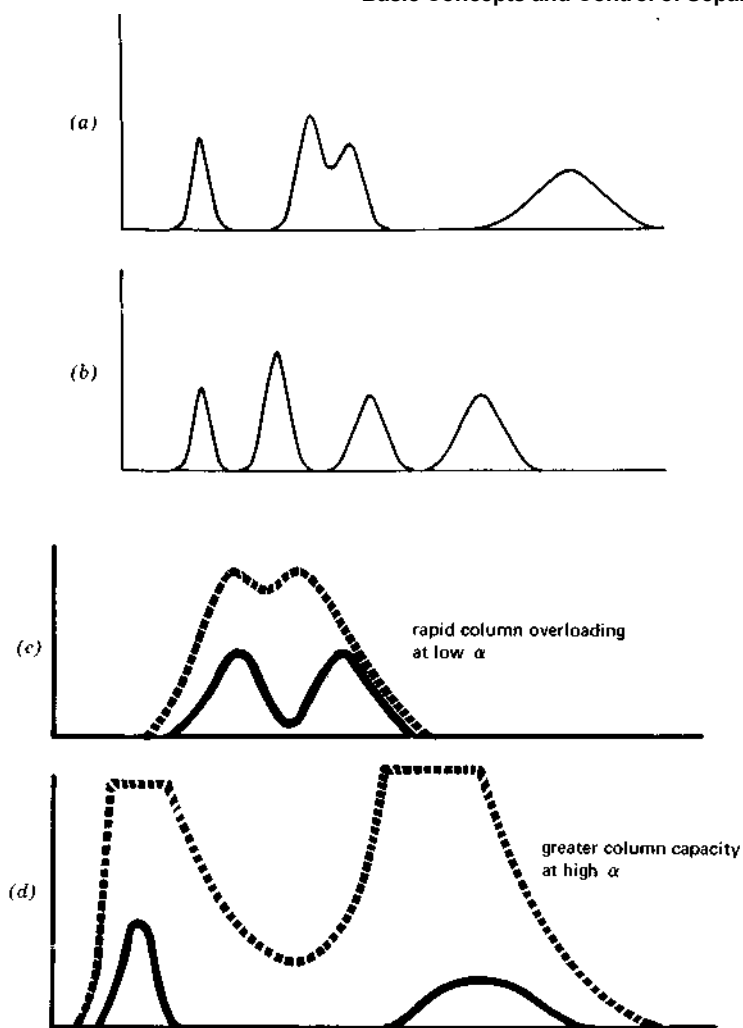 Basic Concepts and Control of Separ
(a)
(b)
(c)
rapid column overloading
at low α
(d)
greater column capacity
at high α